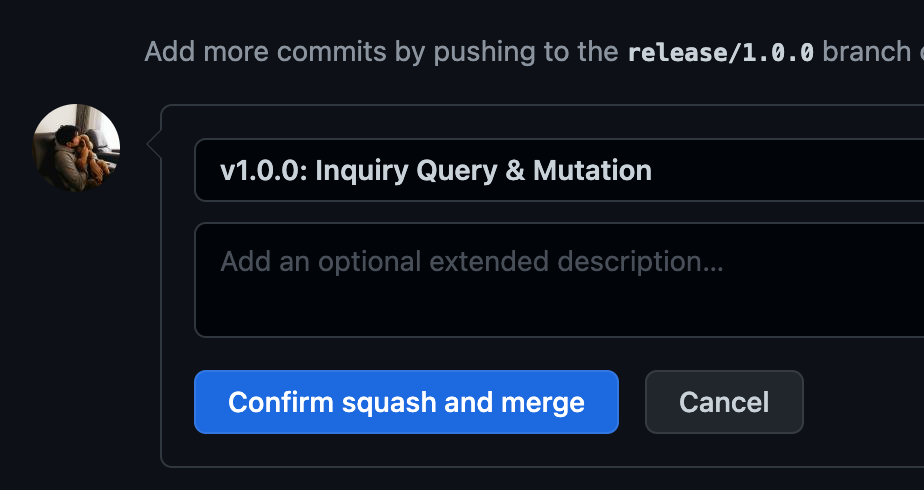 Add more commits by pushing to the release/1.0.0 branch
v1.0.0: Inquiry Query & Mutation
Add an optional extended description...
Confirm squash and merge
Cancel